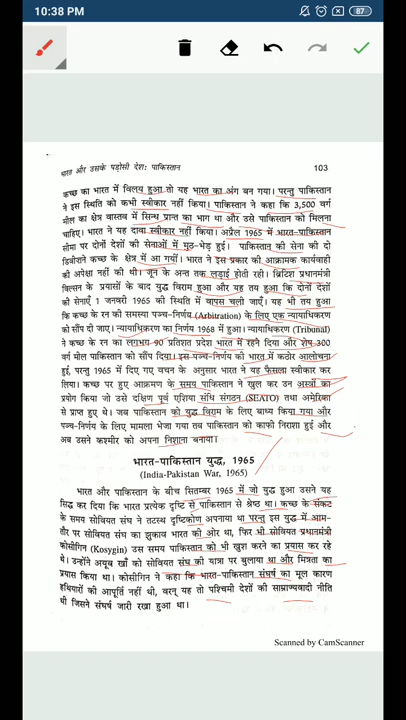 10:38 PM
87
भारत और उसके पड़ोसी देश: पाकिस्तान 103
कच्छ का भारत में विलय हुआ तो यह भारत का अंग बन गया। परन्तु पाकिस्तान
ने इस स्थिति को कभी स्वीकार नहीं किया। पाकिस्तान ने कहा कि 3,500 वर्ग
मील का क्षेत्र वास्तव में सिन्ध प्रान्त का भाग था और उसे पाकिस्तान को मिलना
चाहिए। भारत ने यह दावा स्वीकार नहीं किया। अप्रैल 1965 में भारत-पाकिस्तान
सीमा पर दोनों देशों की सेनाओं में मुठ-भेड़ हुई। पाकिस्तान की सेना की दो
डिवीज़नें कच्छ के क्षेत्र में आ गयीं। भारत ने इस प्रकार की आक्रामक कार्यवाही
की अपेक्षा नहीं की थी। जून के अन्त तक लड़ाई होती रही। ब्रिटिश प्रधानमंत्री
विल्सन के प्रयासों के बाद युद्ध विराम हुआ और यह तय हुआ कि दोनों देशों
की सेनाएँ 1 जनवरी 1965 की स्थिति में वापस चली जाएँ। यह भी तय हुआ
कि कच्छ के रन की समस्या पञ्च-निर्णय (Arbitration) के लिए एक न्यायाधिकरण
को सौंप दी जाए। न्यायाधिकरण का निर्णय 1968 में हुआ। न्यायाधिकरण (Tribunal)
ने कच्छ के रन का लगभग 90 प्रतिशत प्रदेश भारत में रहने दिया और शेष 300
वर्ग मील पाकिस्तान को सौंप दिया। इस पञ्च-निर्णय की भारत में कठोर आलोचना
हुई, परन्तु 1965 में दिए गए वचन के अनुसार भारत ने यह फैसला स्वीकार कर
लिया। कच्छ पर हुए आक्रमण के समय पाकिस्तान ने खुल कर उन अस्त्रों का
प्रयोग किया जो उसे दक्षिण पूर्व एशिया संधि संगठन (SEATO) तथा अमेरिका
से प्राप्त हुए थे। जब पाकिस्तान को युद्ध विराम के लिए बाध्य किया गया और
पञ्च-निर्णय के लिए मामला भेजा गया तब पाकिस्तान को काफी निराशा हुई और
अब उसने कश्मीर को अपना निशाना बनाया।
भारत-पाकिस्तान युद्ध, 1965
(India-Pakistan War, 1965)
भारत और पाकिस्तान के बीच सितम्बर 1965 में जो युद्ध हुआ उसने यह
सिद्ध कर दिया कि भारत प्रत्येक दृष्टि से पाकिस्तान से श्रेष्ठ था। कच्छ के संकट
के समय सोवियत संघ ने तटस्थ दृष्टिकोण अपनाया था परन्तु इस युद्ध में आम-
तौर पर सोवियत संघ का झुकाव भारत की ओर था, फिर भी सोवियत प्रधानमंत्री
कोसीगिन (Kosygin) उस समय पाकिस्तान को भी खुश करने का प्रयास कर रहे
थे। उन्होंने अयूब खाँ को सोवियत संघ की यात्रा पर बुलाया था और मित्रता का
प्रयास किया था। कोसीगिन ने कहा कि भारत-पाकिस्तान संघर्ष का मूल कारण
हथियारों की आपूर्ति नहीं थी, वरन् यह तो पश्चिमी देशों की साम्राज्यवादी नीति
थी जिसने संघर्ष जारी रखा हुआ था।
Scanned by CamScanner